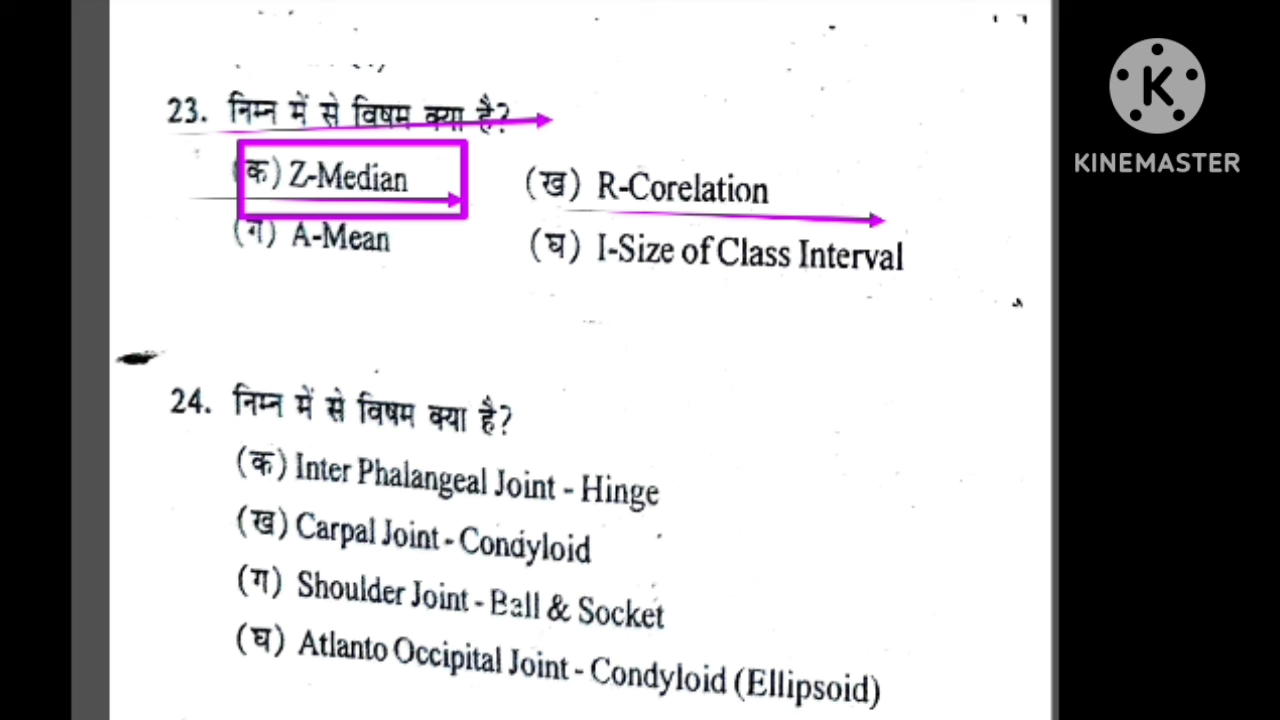 23. निम्न में से विषम क्या है?
(क) Z-Median (ख) R-Corelation
(ग) A-Mean (घ) I-Size of Class Interval
24. निम्न में से विषम क्या है?
(क) Inter Phalangeal Joint - Hinge
(ख) Carpal Joint - Condyloid
(ग) Shoulder Joint - Ball & Socket
(घ) Atlanto Occipital Joint - Condyloid (Ellipsoid)
K
KINEMASTER